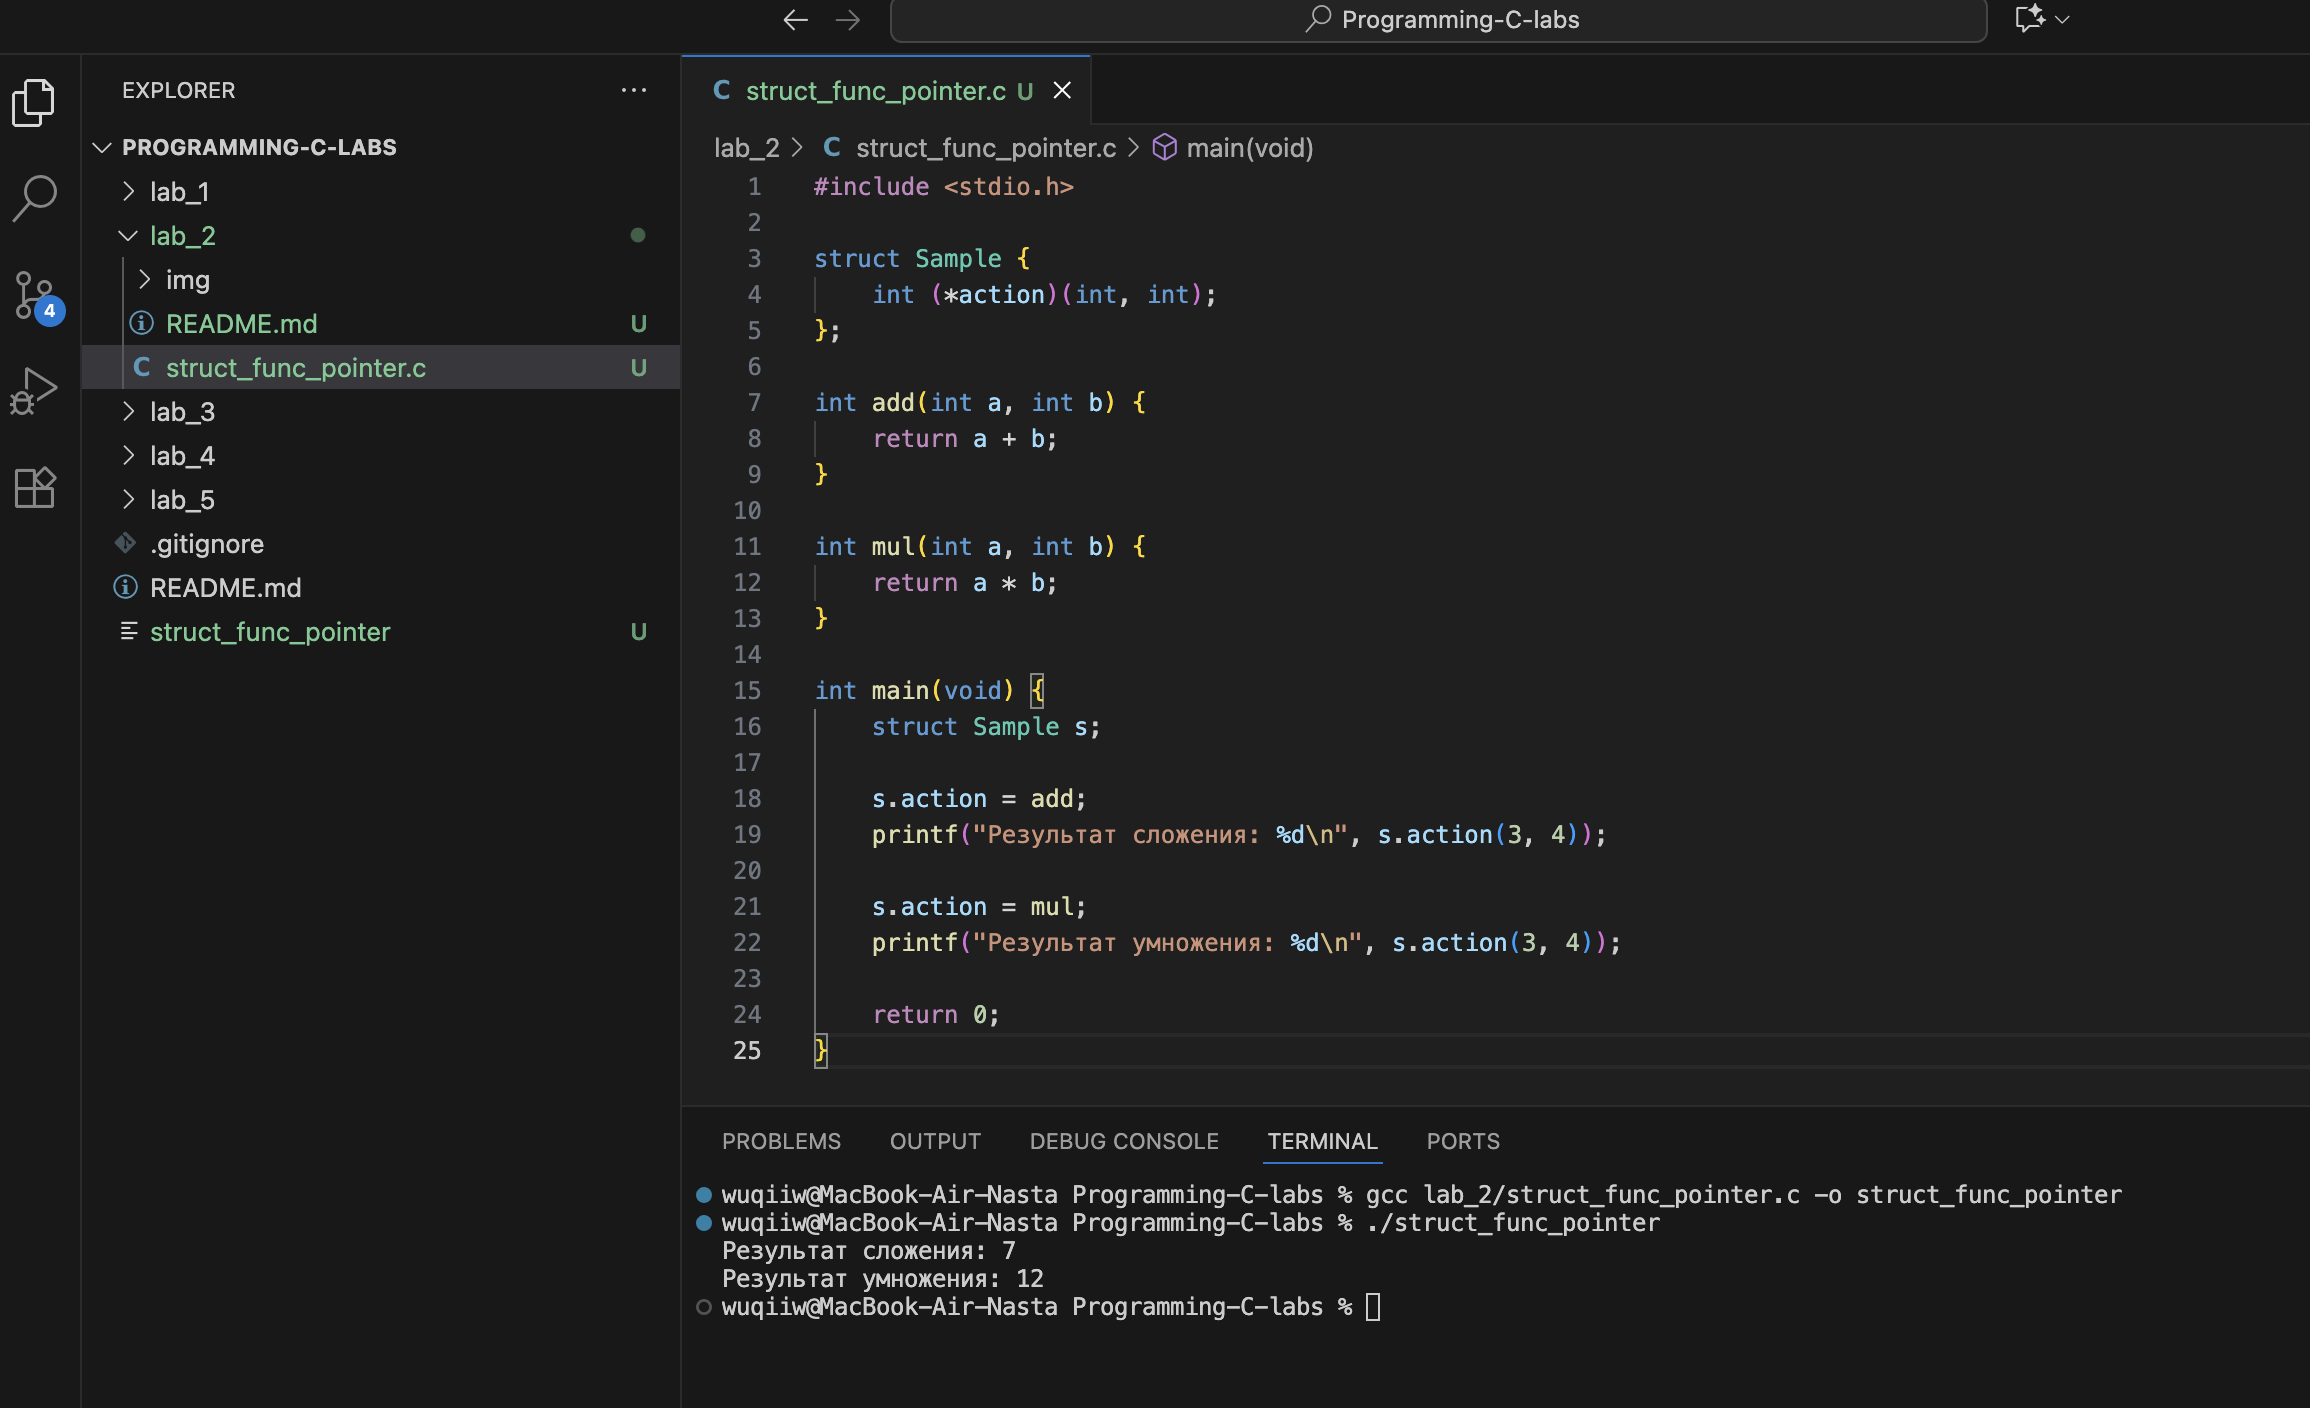 Programming-C-labs
EXPLORER
PROGRAMMING-C-LABS
lab_1
lab_2
img
README.md U
struct_func_pointer.c U
lab_3
lab_4
lab_5
.gitignore
README.md
struct_func_pointer U
4
struct_func_pointer.c U
lab_2 > C struct_func_pointer.c > main(void)
1 #include <stdio.h>
2
3 struct Sample {
4     int (*action)(int, int);
5 };
6
7 int add(int a, int b) {
8     return a + b;
9 }
10
11 int mul(int a, int b) {
12     return a * b;
13 }
14
15 int main(void) {
16     struct Sample s;
17
18     s.action = add;
19     printf("Результат сложения: %d\n", s.action(3, 4));
20
21     s.action = mul;
22     printf("Результат умножения: %d\n", s.action(3, 4));
23
24     return 0;
25 }
PROBLEMS OUTPUT DEBUG CONSOLE TERMINAL PORTS
wuqiiw@MacBook-Air-Nasta Programming-C-labs % gcc lab_2/struct_func_pointer.c -o struct_func_pointer
wuqiiw@MacBook-Air-Nasta Programming-C-labs % ./struct_func_pointer
Результат сложения: 7
Результат умножения: 12
wuqiiw@MacBook-Air-Nasta Programming-C-labs %